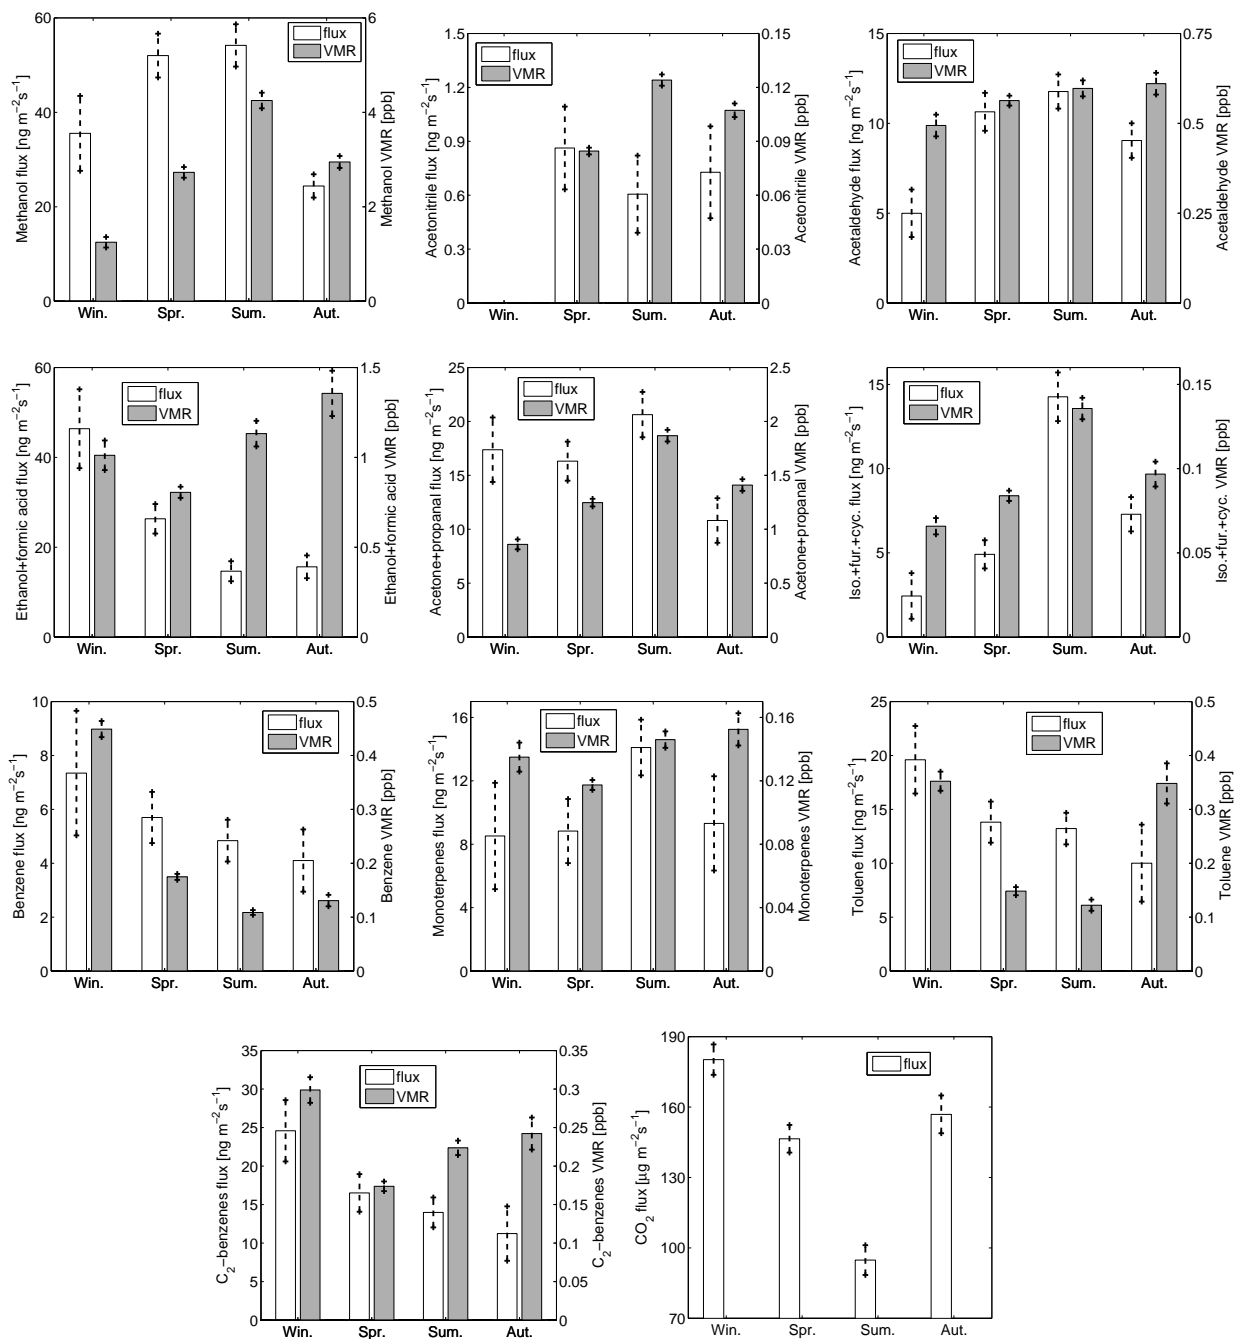 Methanol flux [ng m−2s−1]
60
40
20
0
flux
VMR
6
4
2
0
Methanol VMR [ppb]
Win. Spr. Sum. Aut.
Acetonitrile flux [ng m−2s−1]
1.5
1.2
0.9
0.6
0.3
0
flux
VMR
0.15
0.12
0.09
0.06
0.03
0
Acetonitrile VMR [ppb]
Spr. Sum. Aut.
Win.
Acetaldehyde flux [ng m−2s−1]
15
10
5
0
flux
VMR
0.75
0.5
0.25
0
Acetaldehyde VMR [ppb]
Win. Spr. Sum. Aut.
Ethanol+formic acid flux [ng m−2s−1]
60
40
20
0
flux
VMR
1.5
1
0.5
0
Ethanol+formic acid VMR [ppb]
Win. Spr. Sum. Aut.
Acetone+propanal flux [ng m−2s−1]
25
20
15
10
5
0
flux
VMR
2.5
2
1.5
1
0.5
0
Acetone+propanal VMR [ppb]
Win. Spr. Sum. Aut.
Iso.+fur.+cyc. flux [ng m−2s−1]
15
10
5
0
flux
VMR
0.15
0.1
0.05
0
Iso.+fur.+cyc. VMR [ppb]
Win. Spr. Sum. Aut.
Benzene flux [ng m−2s−1]
10
8
6
4
2
0
flux
VMR
0.5
0.4
0.3
0.2
0.1
0
Benzene VMR [ppb]
Win. Spr. Sum. Aut.
Monoterpenes flux [ng m−2s−1]
16
12
8
4
0
flux
VMR
0.16
0.12
0.08
0.04
0
Monoterpenes VMR [ppb]
Win. Spr. Sum. Aut.
Toluene flux [ng m−2s−1]
25
20
15
10
5
0
flux
VMR
0.5
0.4
0.3
0.2
0.1
0
Toluene VMR [ppb]
Win. Spr. Sum. Aut.
C2−benzenes flux [ng m−2s−1]
35
30
25
20
15
10
5
0
flux
VMR
0.35
0.3
0.25
0.2
0.15
0.1
0.05
0
C2−benzenes VMR [ppb]
Win. Spr. Sum. Aut.
CO2 flux [µg m−2s−1]
190
160
130
100
70
flux
Win. Spr. Sum. Aut.